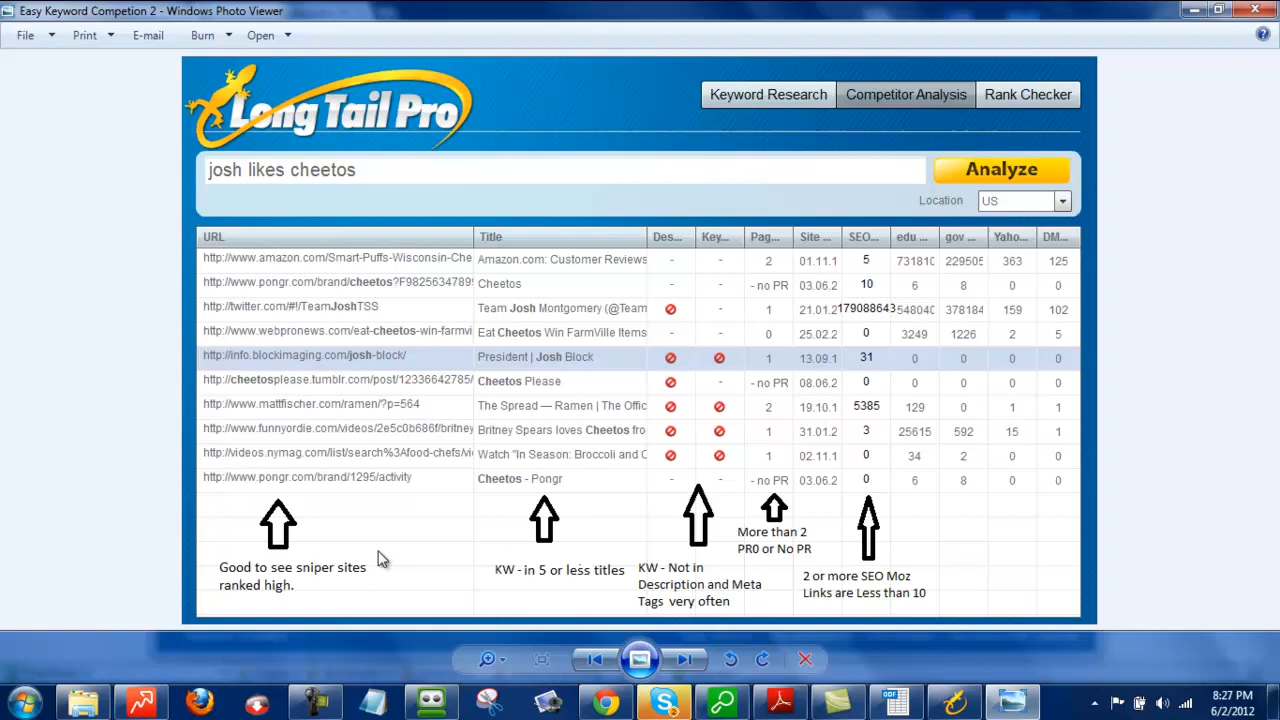 Easy Keyword Competion 2 - Windows Photo Viewer
File Print E-mail Burn Open
Long Tail Pro
Keyword Research Competitor Analysis Rank Checker
josh likes cheetos
Analyze
Location US
URL Title Des... Key... Pag... Site ... SEO... edu ... gov ... Yaho... DM...
http://www.amazon.com/Smart-Puffs-Wisconsin-Che Amazon.com: Customer Reviews - - 2 01.11.1 5 731810 229505 363 125
http://www.pongr.com/brand/cheetos?F9825634789 Cheetos - - - no PR 03.06.2 10 6 8 0 0
http://twitter.com/#!/TeamJoshTSS Team Josh Montgomery (@Team 1 21.01.2 179088643 548040 378184 159 102
http://www.webpronews.com/eat-cheetos-win-farmvi Eat Cheetos Win FarmVille Items - - 0 25.02.2 0 3249 1226 2 5
http://info.blockimaging.com/josh-block/ President | Josh Block 1 13.09.1 31 0 0 0 0
http://cheetosplease.tumblr.com/post/12336642785/ Cheetos Please - - no PR 08.06.2 0 0 0 0 0
http://www.mattfischer.com/ramen/?p=564 The Spread — Ramen | The Offic 2 19.10.1 5385 129 0 1 1
http://www.funnyordie.com/videos/2e5c0b686f/britney Britney Spears loves Cheetos fro 1 31.01.2 3 25615 592 15 1
http://videos.nymag.com/list/search%3Afood-chefs/vi Watch "In Season: Broccoli and C 1 02.11.1 0 34 2 0 0
http://www.pongr.com/brand/1295/activity Cheetos - Pongr - - - no PR 03.06.2 0 6 8 0 0
Good to see sniper sites
ranked high.
KW - in 5 or less titles
KW - Not in
Description and Meta
Tags very often
More than 2
PR0 or No PR
2 or more SEO Moz
Links are Less than 10
8:27 PM
6/2/2012